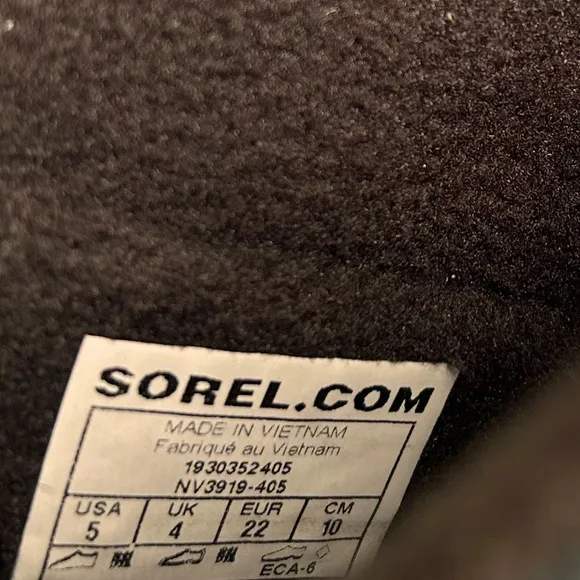 SOREL.COM
MADE IN VIETNAM
Fabriqué au Vietnam
1930352405
NV3919-405
USA UK EUR CM
5 4 22 10
ECA-6